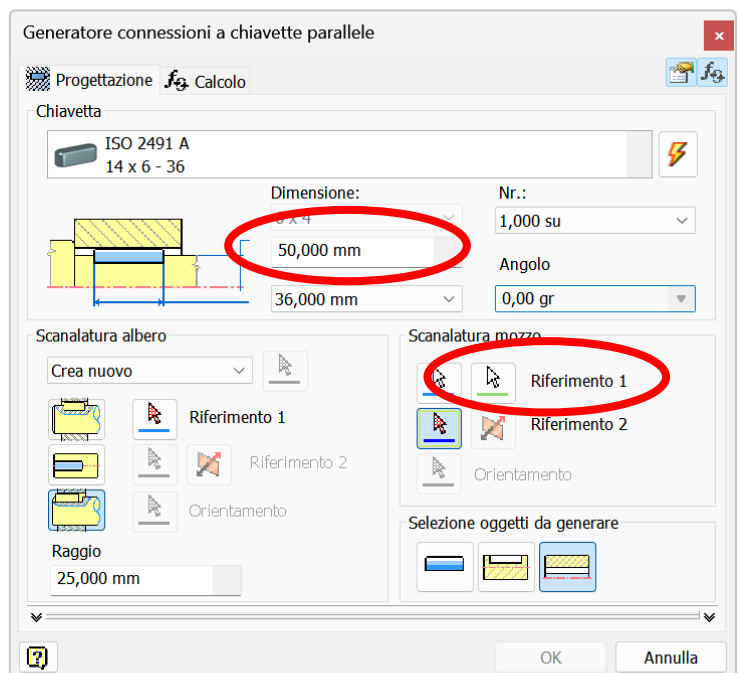 Generatore connessioni a chiavette parallele
Progettazione
Calcolo
Chiavetta
ISO 2491 A
14 x 6 - 36
Dimensione:
Nr.:
1,000 su
50,000 mm
Angolo
36,000 mm
0,00 gr
Scanalatura albero
Crea nuovo
Riferimento 1
Riferimento 2
Orientamento
Raggio
25,000 mm
Scanalatura mozzo
Riferimento 1
Riferimento 2
Orientamento
Selezione oggetti da generare
OK
Annulla